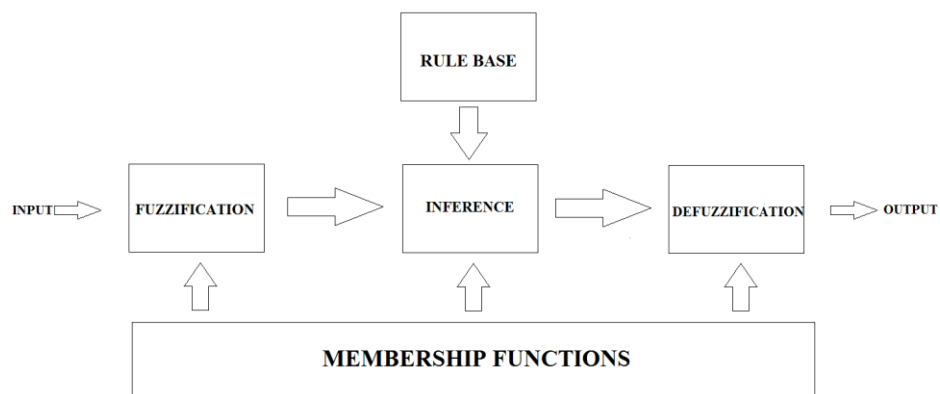 RULE BASE
INPUT
FUZZIFICATION
INFERENCE
DEFUZZIFICATION
OUTPUT
MEMBERSHIP FUNCTIONS